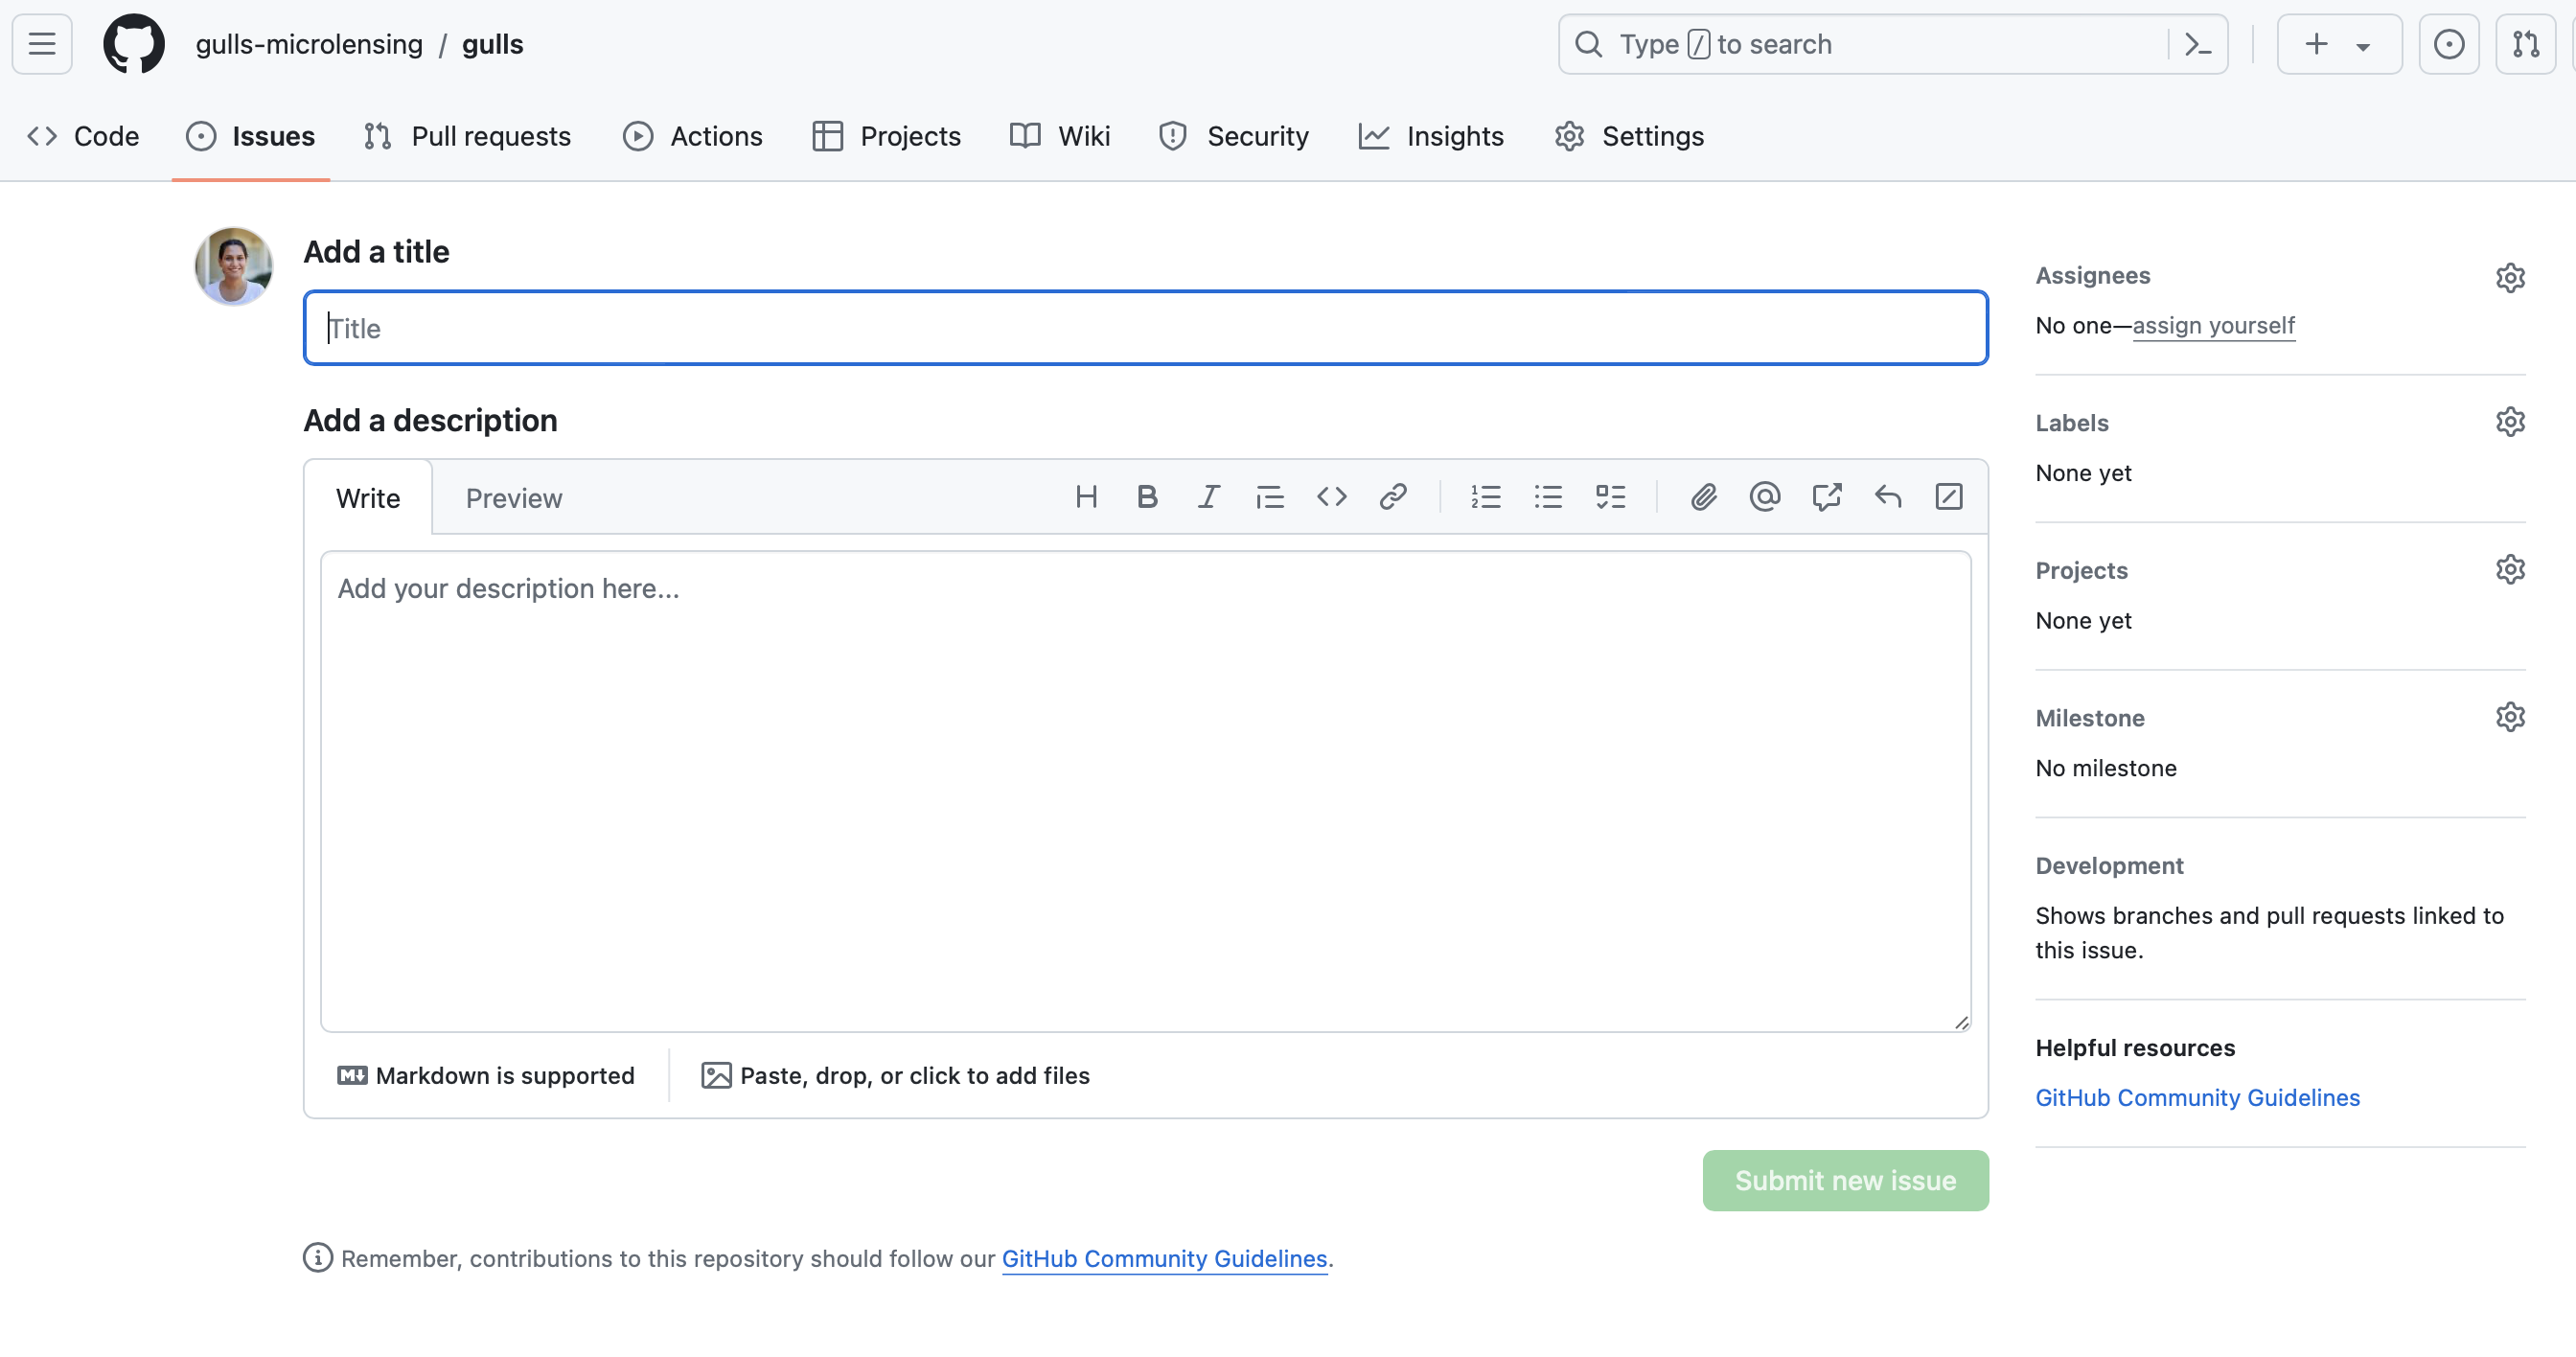 gulls-microlensing / gulls
Type / to search
Code Issues Pull requests Actions Projects Wiki Security Insights Settings
Add a title
Title
Add a description
Write Preview
Add your description here...
Markdown is supported
Paste, drop, or click to add files
Submit new issue
Remember, contributions to this repository should follow our GitHub Community Guidelines.
Assignees
No one—assign yourself
Labels
None yet
Projects
None yet
Milestone
No milestone
Development
Shows branches and pull requests linked to
this issue.
Helpful resources
GitHub Community Guidelines